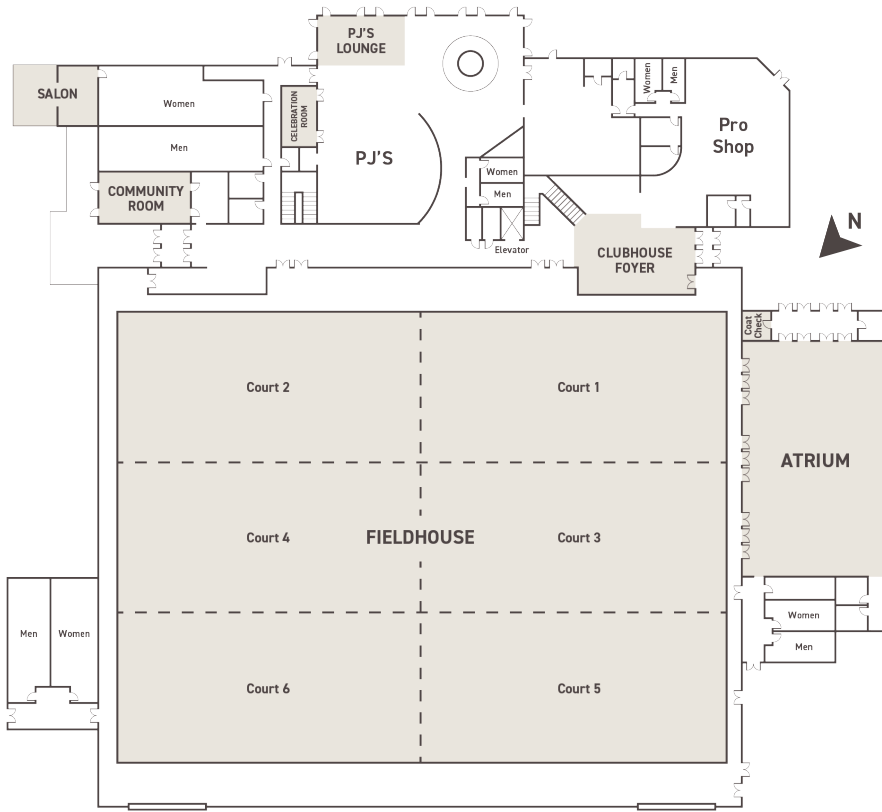 PJ'S
LOUNGE
SALON
Women
CELEBRATION
ROOM
Women
Men
Pro
Shop
Men
PJ'S
Women
COMMUNITY
ROOM
Men
N
Elevator
CLUBHOUSE
FOYER
Coat
Check
Court 2
Court 1
ATRIUM
Court 4
FIELDHOUSE
Court 3
Women
Men
Women
Men
Court 6
Court 5